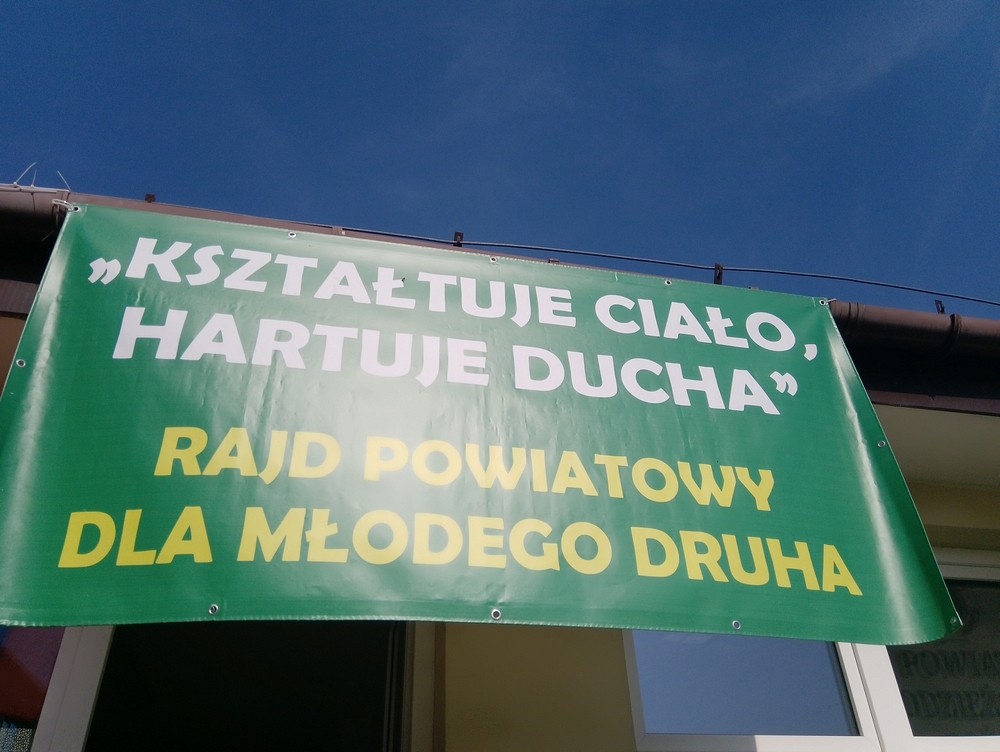 „KSZTAŁTUJE CIAŁO,
HARTUJE DUCHA”
RAJD POWIATOWY
DLA MŁODEGO DRUHA